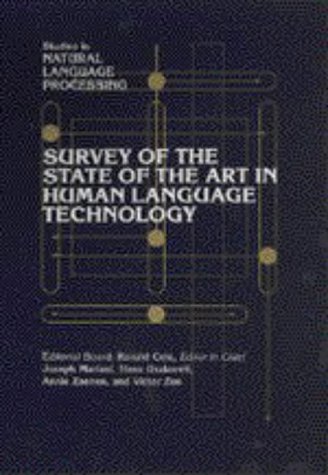 Studies in
NATURAL
LANGUAGE
PROCESSING
SURVEY OF THE
STATE OF THE ART IN
HUMAN LANGUAGE
TECHNOLOGY
Editorial Board: Ronald Cole, Editor in Chief
Joseph Mariani, Hans Uszkoreit,
Annie Zaenen, and Victor Zue